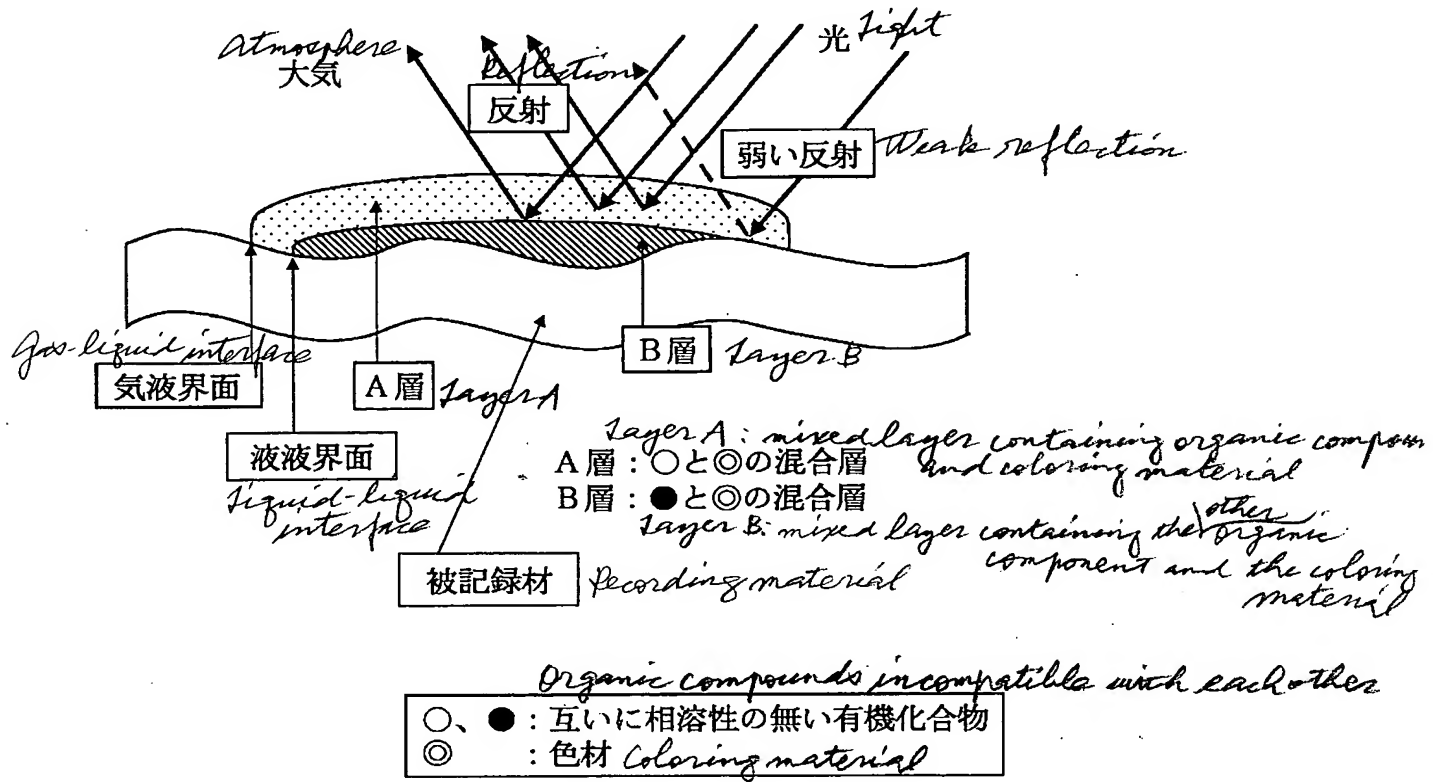 Atmosphere
大気
Reflection
反射
光 Light
弱い反射 Weak reflection
Gas-liquid interface
気液界面
A層 Layer A
B層 Layer B
液液界面
Liquid-liquid
interface
Layer A: mixed layer containing organic
A層：○と◎の混合層 and coloring material
B層：●と◎の混合層
Layer B: mixed layer containing the other organic
component and the coloring
material
被記録材 Recording material
Organic compounds incompatible with each other
○、●：互いに相溶性の無い有機化合物
◎　　：色材 Coloring material